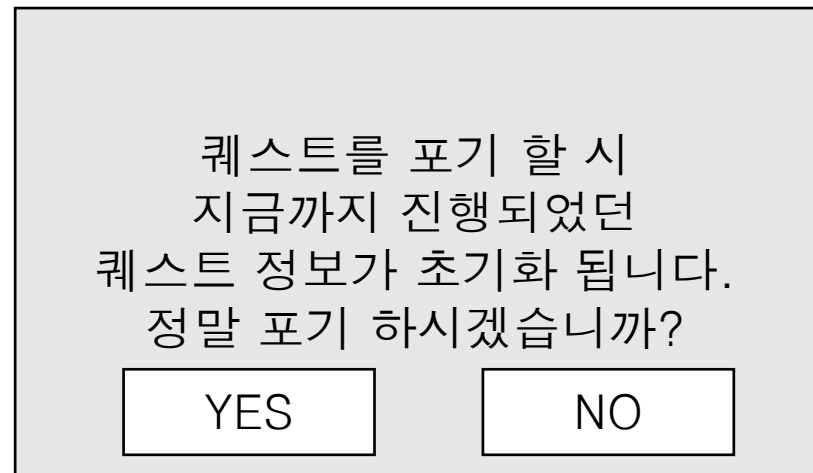 퀘스트를 포기 할 시
지금까지 진행되었던
퀘스트 정보가 초기화 됩니다.
정말 포기 하시겠습니까?
YES NO